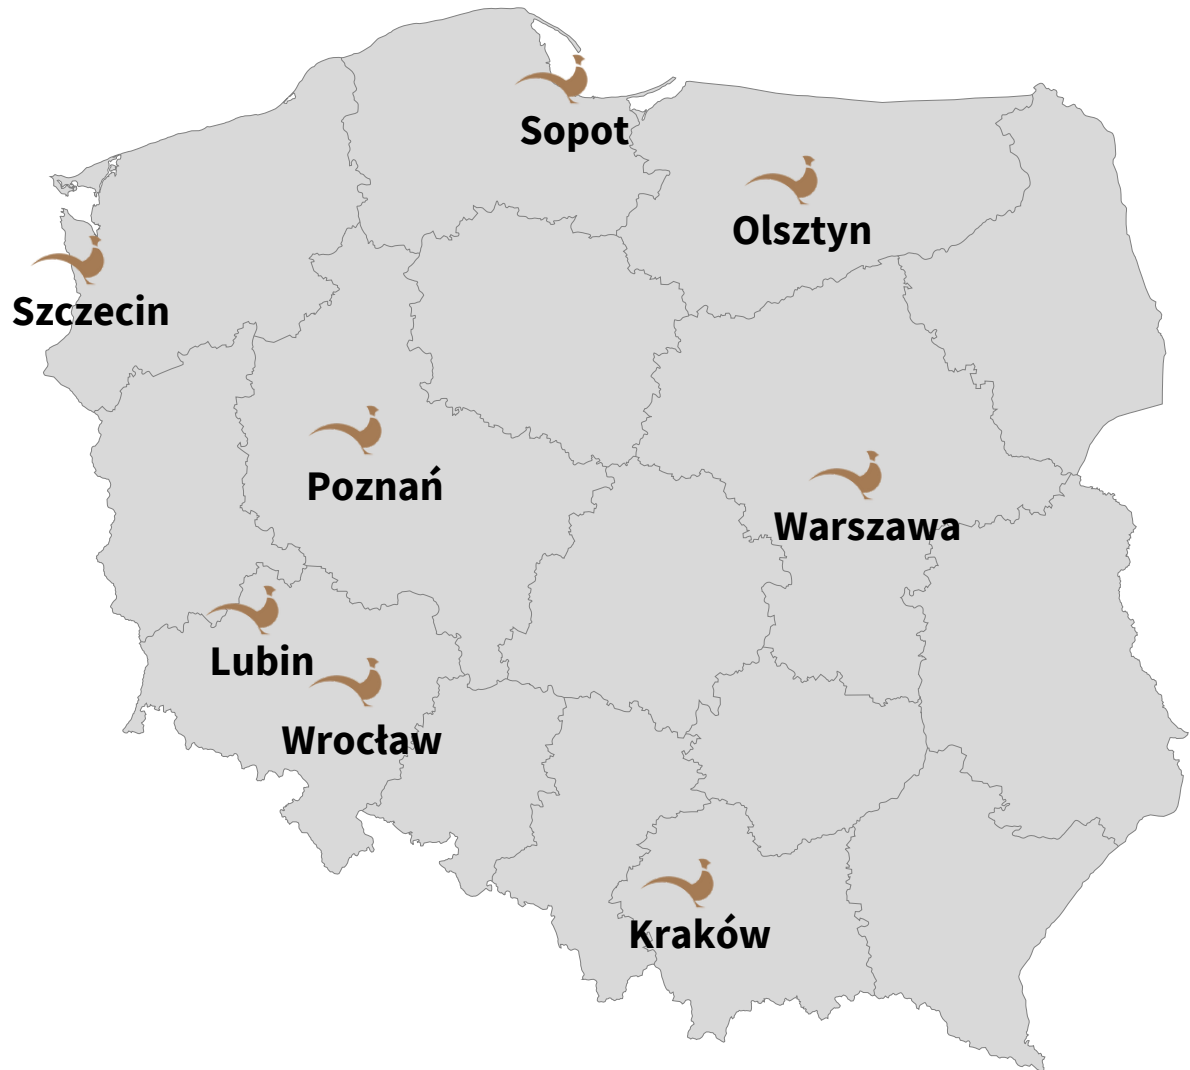 Sopot
Olsztyn
Szczecin
Poznań
Warszawa
Lubin
Wrocław
Kraków